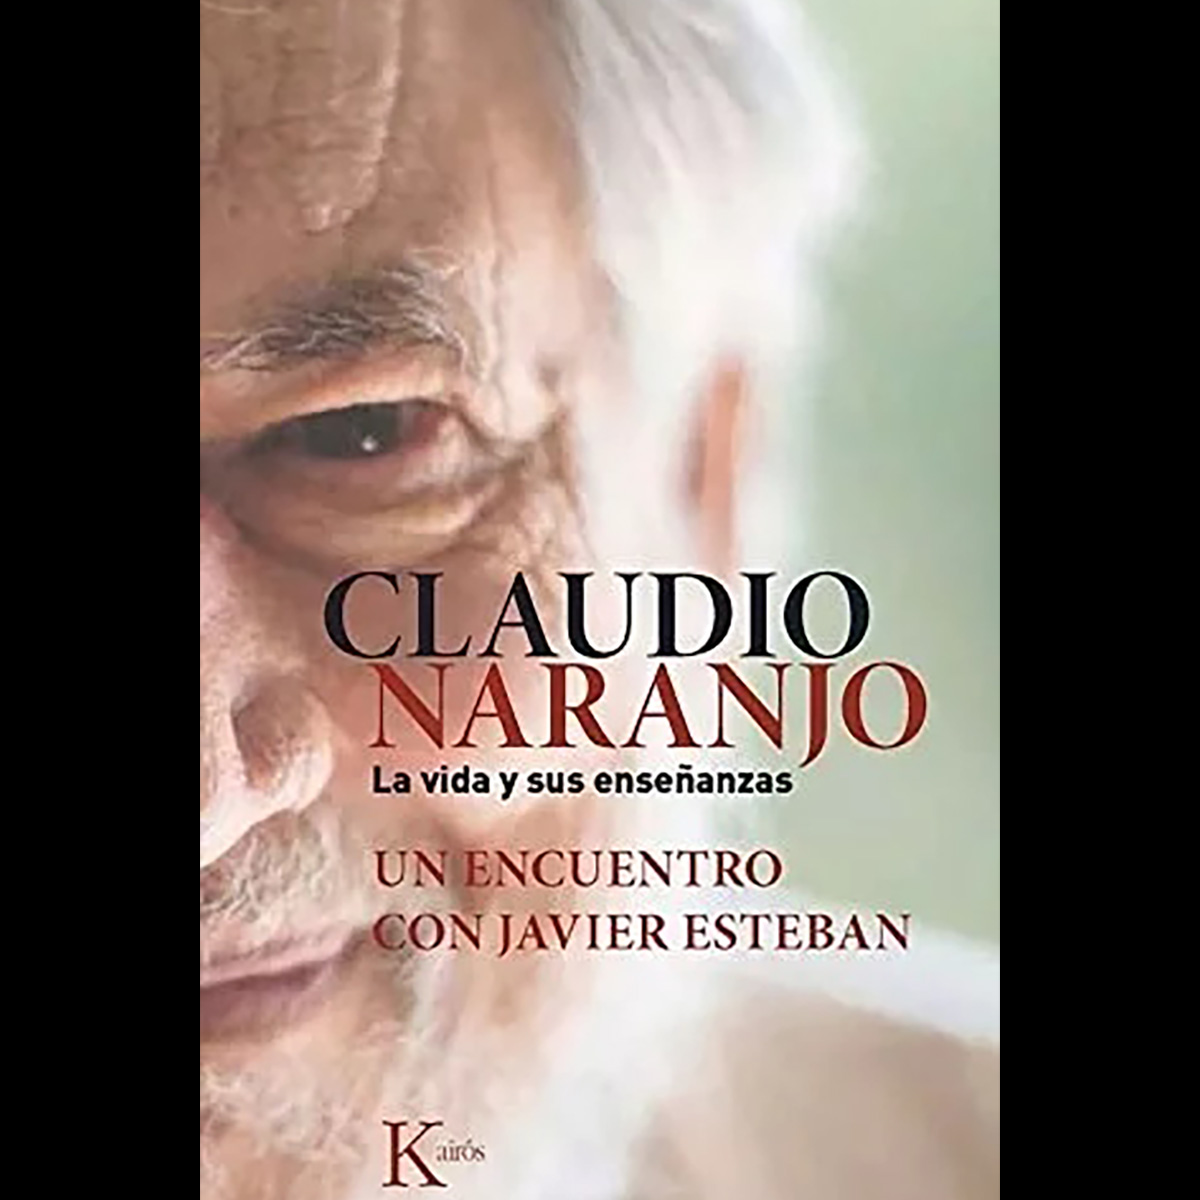 CLAUDIO
NARANJO
La vida y sus enseñanzas
UN ENCUENTRO
CON JAVIER ESTEBAN
Kairós